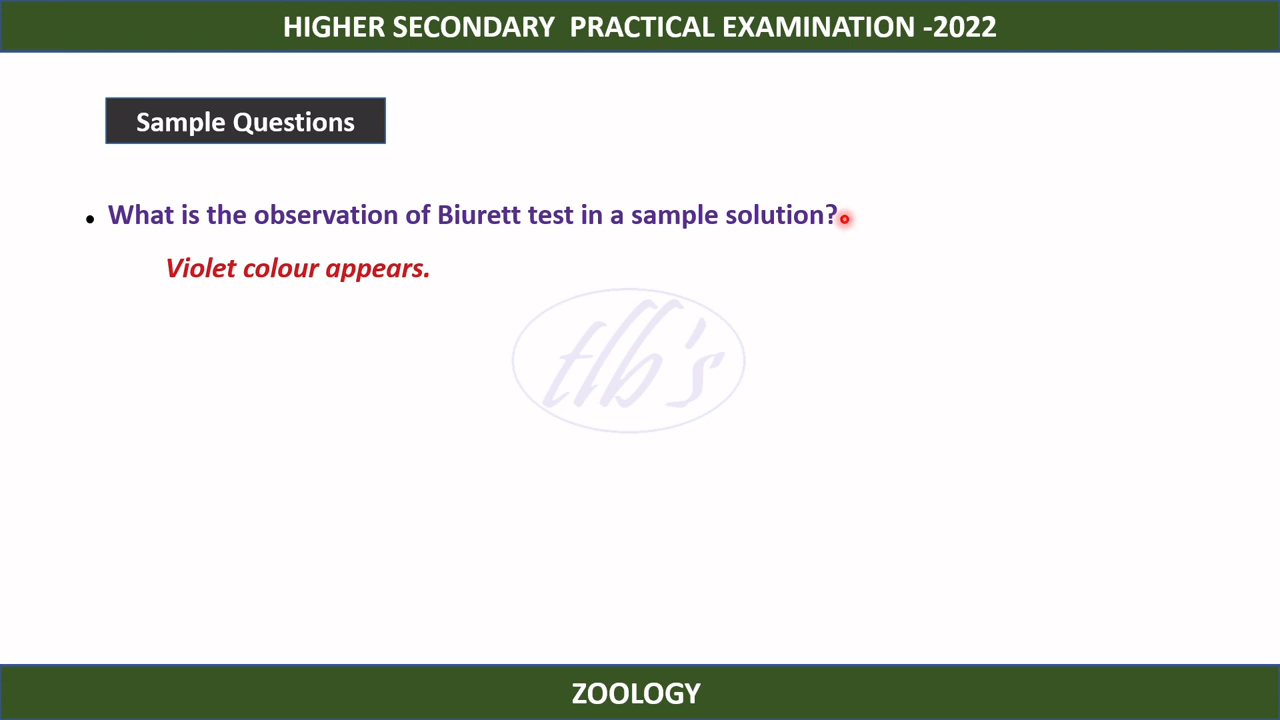 HIGHER SECONDARY PRACTICAL EXAMINATION -2022
Sample Questions
• What is the observation of Biurett test in a sample solution?
Violet colour appears.
tlb's
ZOOLOGY